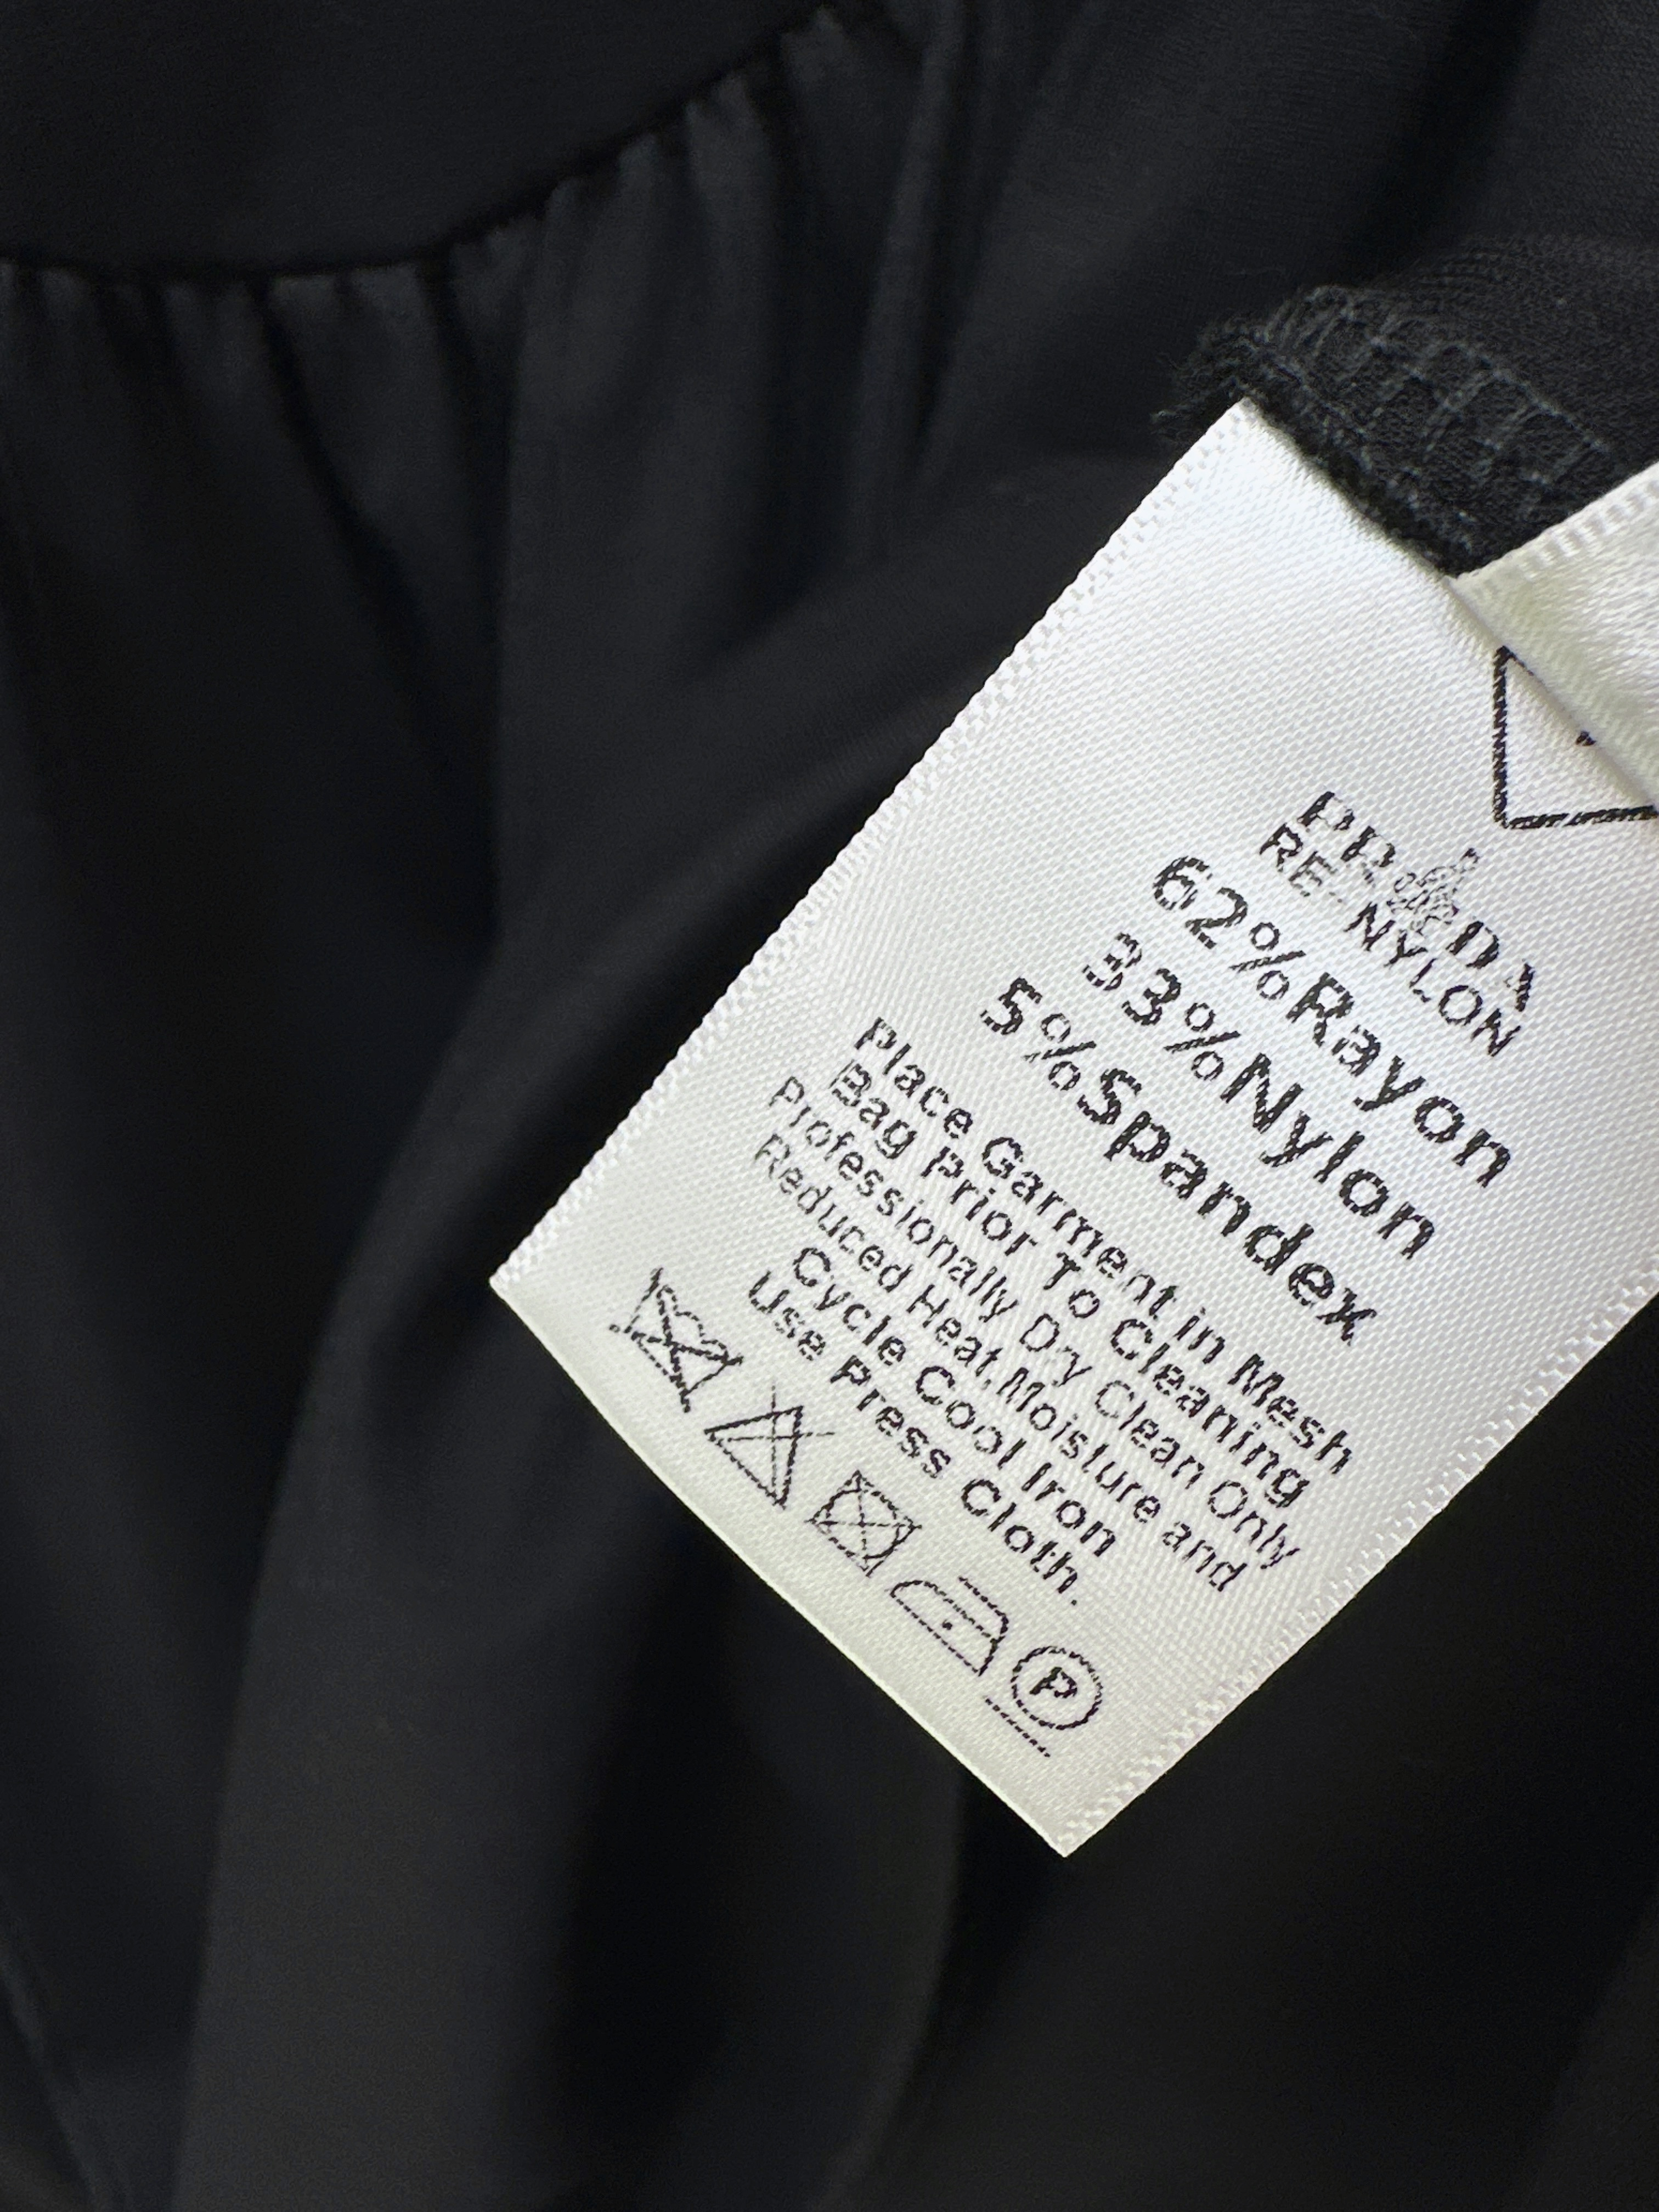 PRADA
RE-NYLON
62%Rayon
33%Nylon
5%Spandex
Place Garment in Mesh
Bag Prior To Cleaning
Professionally Dry Clean Only
Reduced Heat,Moisture and
Cycle Cool Iron
Use Press Cloth.
P